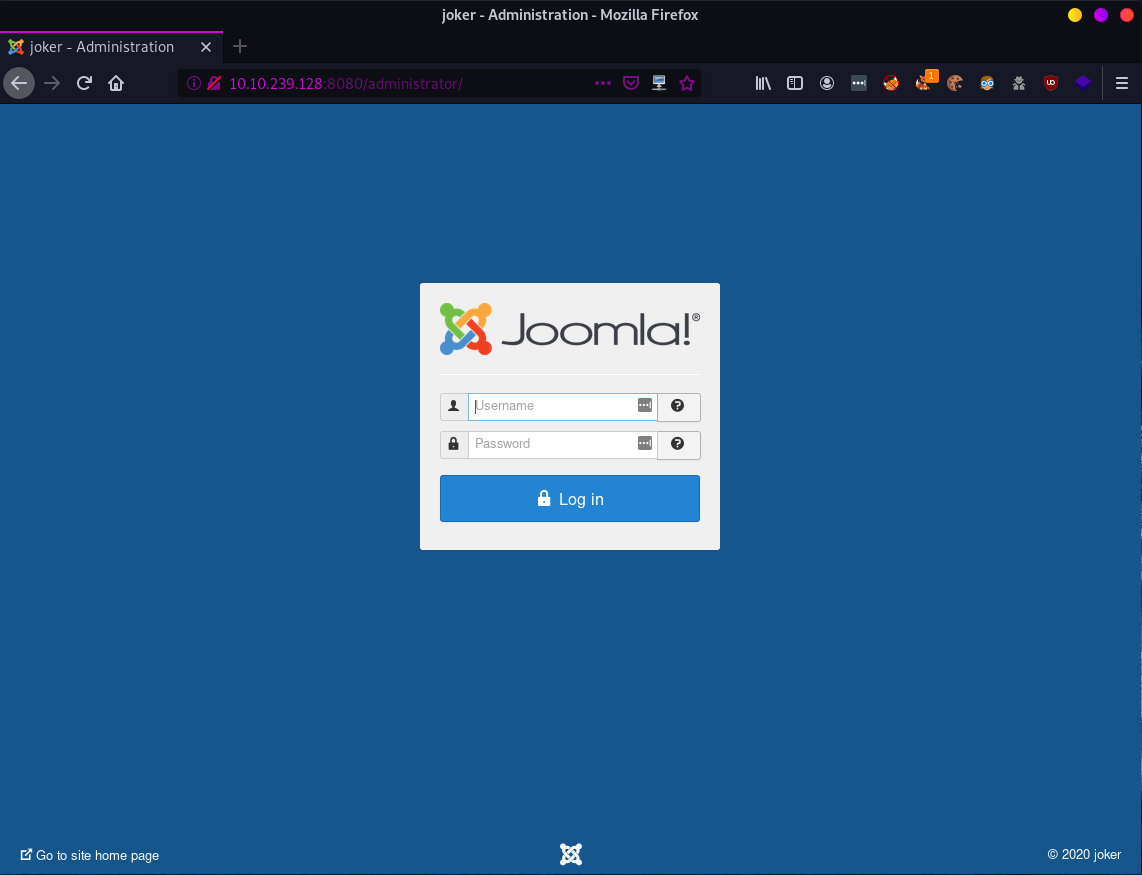 joker - Administration - Mozilla Firefox
joker - Administration
10.10.239.128:8080/administrator/
1
Joomla!®
Username
Password
Log in
Go to site home page
© 2020 joker